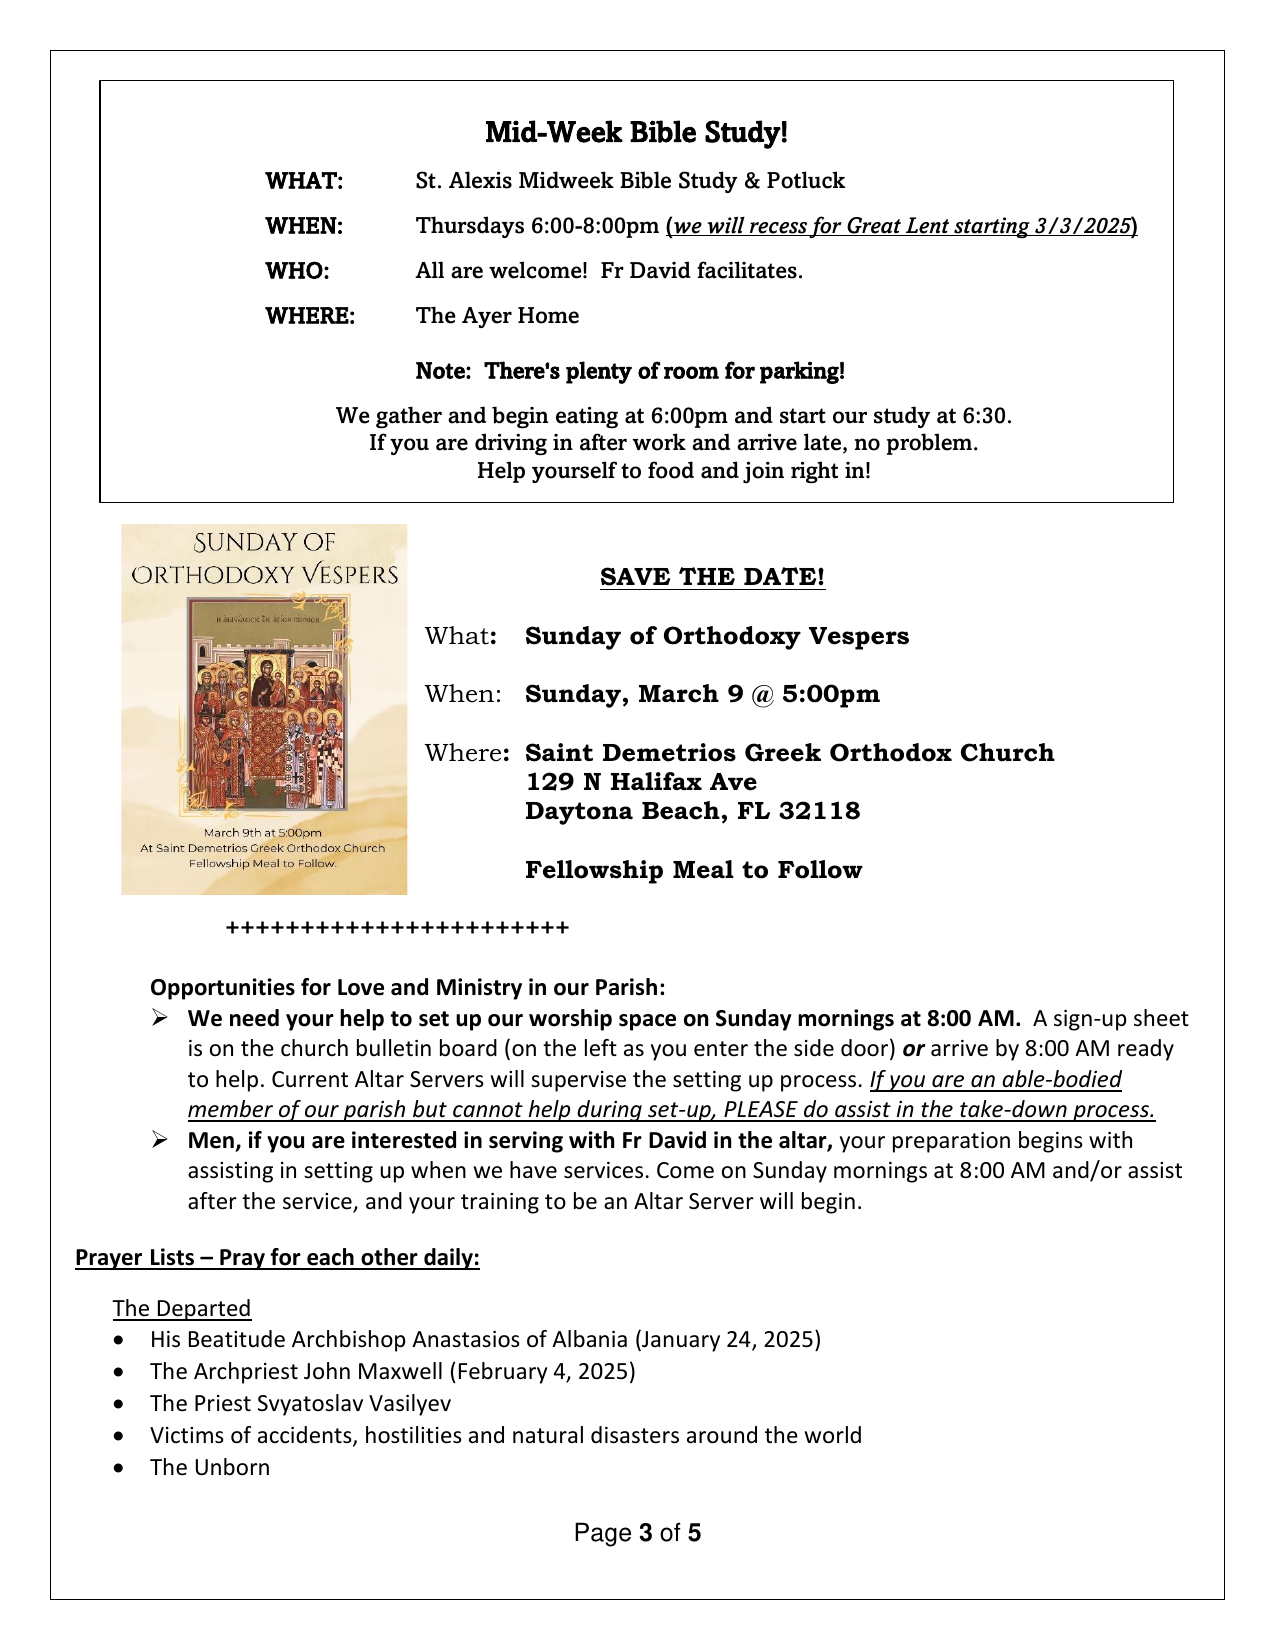 Mid-Week Bible Study!
WHAT: St. Alexis Midweek Bible Study & Potluck
WHEN: Thursdays 6:00-8:00pm (we will recess for Great Lent starting 3/3/2025)
WHO: All are welcome!  Fr David facilitates.
WHERE: The Ayer Home
Note:  There's plenty of room for parking!
We gather and begin eating at 6:00pm and start our study at 6:30.
If you are driving in after work and arrive late, no problem.
Help yourself to food and join right in!
SUNDAY OF
ORTHODOXY VESPERS
March 9th at 5:00pm
At Saint Demetrios Greek Orthodox Church
Fellowship Meal to Follow.
SAVE THE DATE!
What: Sunday of Orthodoxy Vespers
When: Sunday, March 9 @ 5:00pm
Where: Saint Demetrios Greek Orthodox Church
129 N Halifax Ave
Daytona Beach, FL 32118
Fellowship Meal to Follow
+++++++++++++++++++++++
Opportunities for Love and Ministry in our Parish:
➢ We need your help to set up our worship space on Sunday mornings at 8:00 AM.  A sign-up sheet
is on the church bulletin board (on the left as you enter the side door) or arrive by 8:00 AM ready
to help. Current Altar Servers will supervise the setting up process. If you are an able-bodied
member of our parish but cannot help during set-up, PLEASE do assist in the take-down process.
➢ Men, if you are interested in serving with Fr David in the altar, your preparation begins with
assisting in setting up when we have services. Come on Sunday mornings at 8:00 AM and/or assist
after the service, and your training to be an Altar Server will begin.
Prayer Lists – Pray for each other daily:
The Departed
• His Beatitude Archbishop Anastasios of Albania (January 24, 2025)
• The Archpriest John Maxwell (February 4, 2025)
• The Priest Svyatoslav Vasilyev
• Victims of accidents, hostilities and natural disasters around the world
• The Unborn
Page 3 of 5